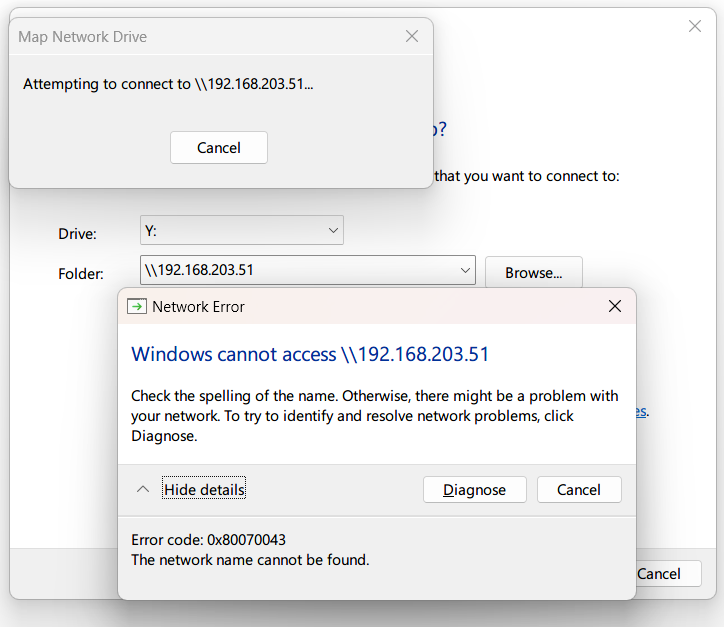 Map Network Drive
Attempting to connect to \\192.168.203.51...
Cancel
?
that you want to connect to:
Drive:
Y:
Folder:
\\192.168.203.51
Browse...
Network Error
Windows cannot access \\192.168.203.51
Check the spelling of the name. Otherwise, there might be a problem with
your network. To try to identify and resolve network problems, click
Diagnose.
es.
Hide details
Diagnose
Cancel
Error code: 0x80070043
The network name cannot be found.
Cancel